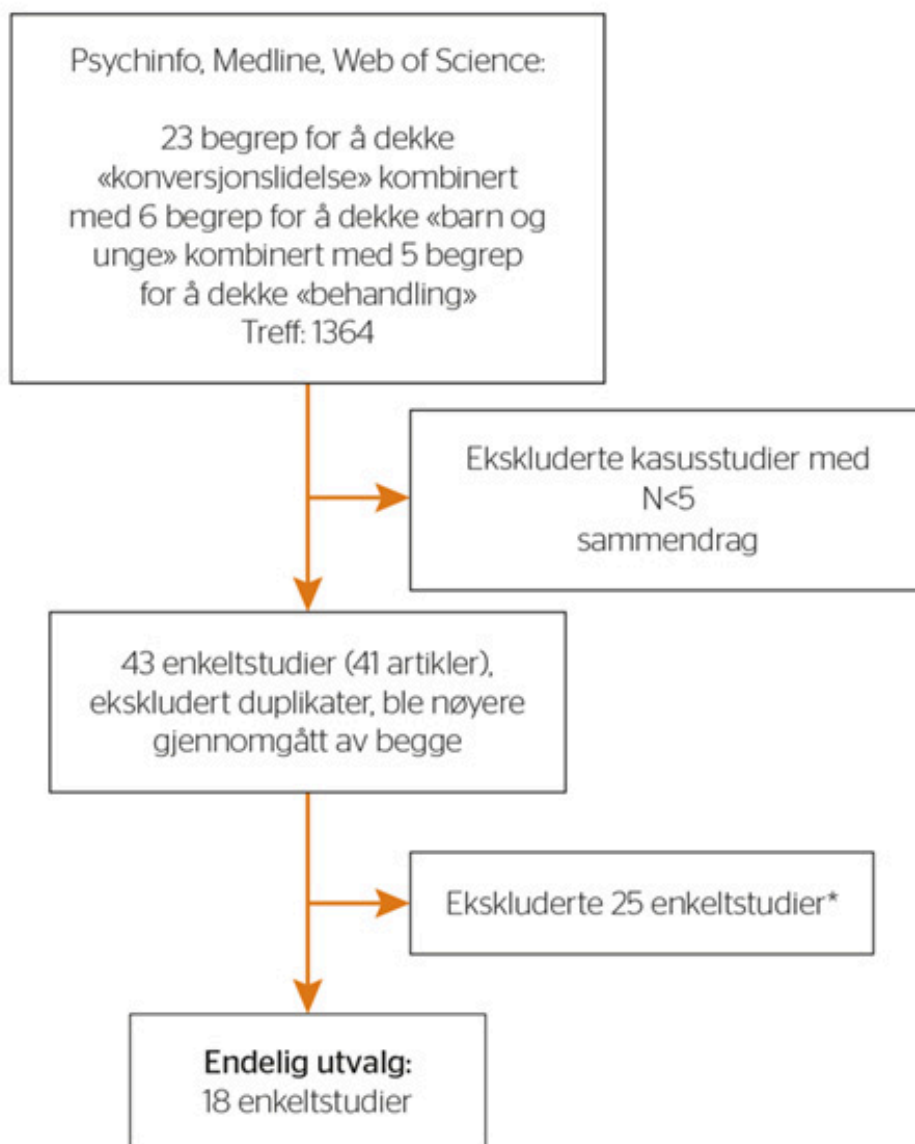 Psychinfo, Medline, Web of Science:
23 begrep for å dekke
«konversjonslidelse» kombinert
med 6 begrep for å dekke «barn og
unge» kombinert med 5 begrep
for å dekke «behandling»
Treff: 1364
Ekskluderte kasusstudier med
N<5
sammendrag
43 enkeltstudier (41 artikler),
ekskludert duplikater, ble nøyere
gjennomgått av begge
Ekskluderte 25 enkeltstudier*
Endelig utvalg:
18 enkeltstudier